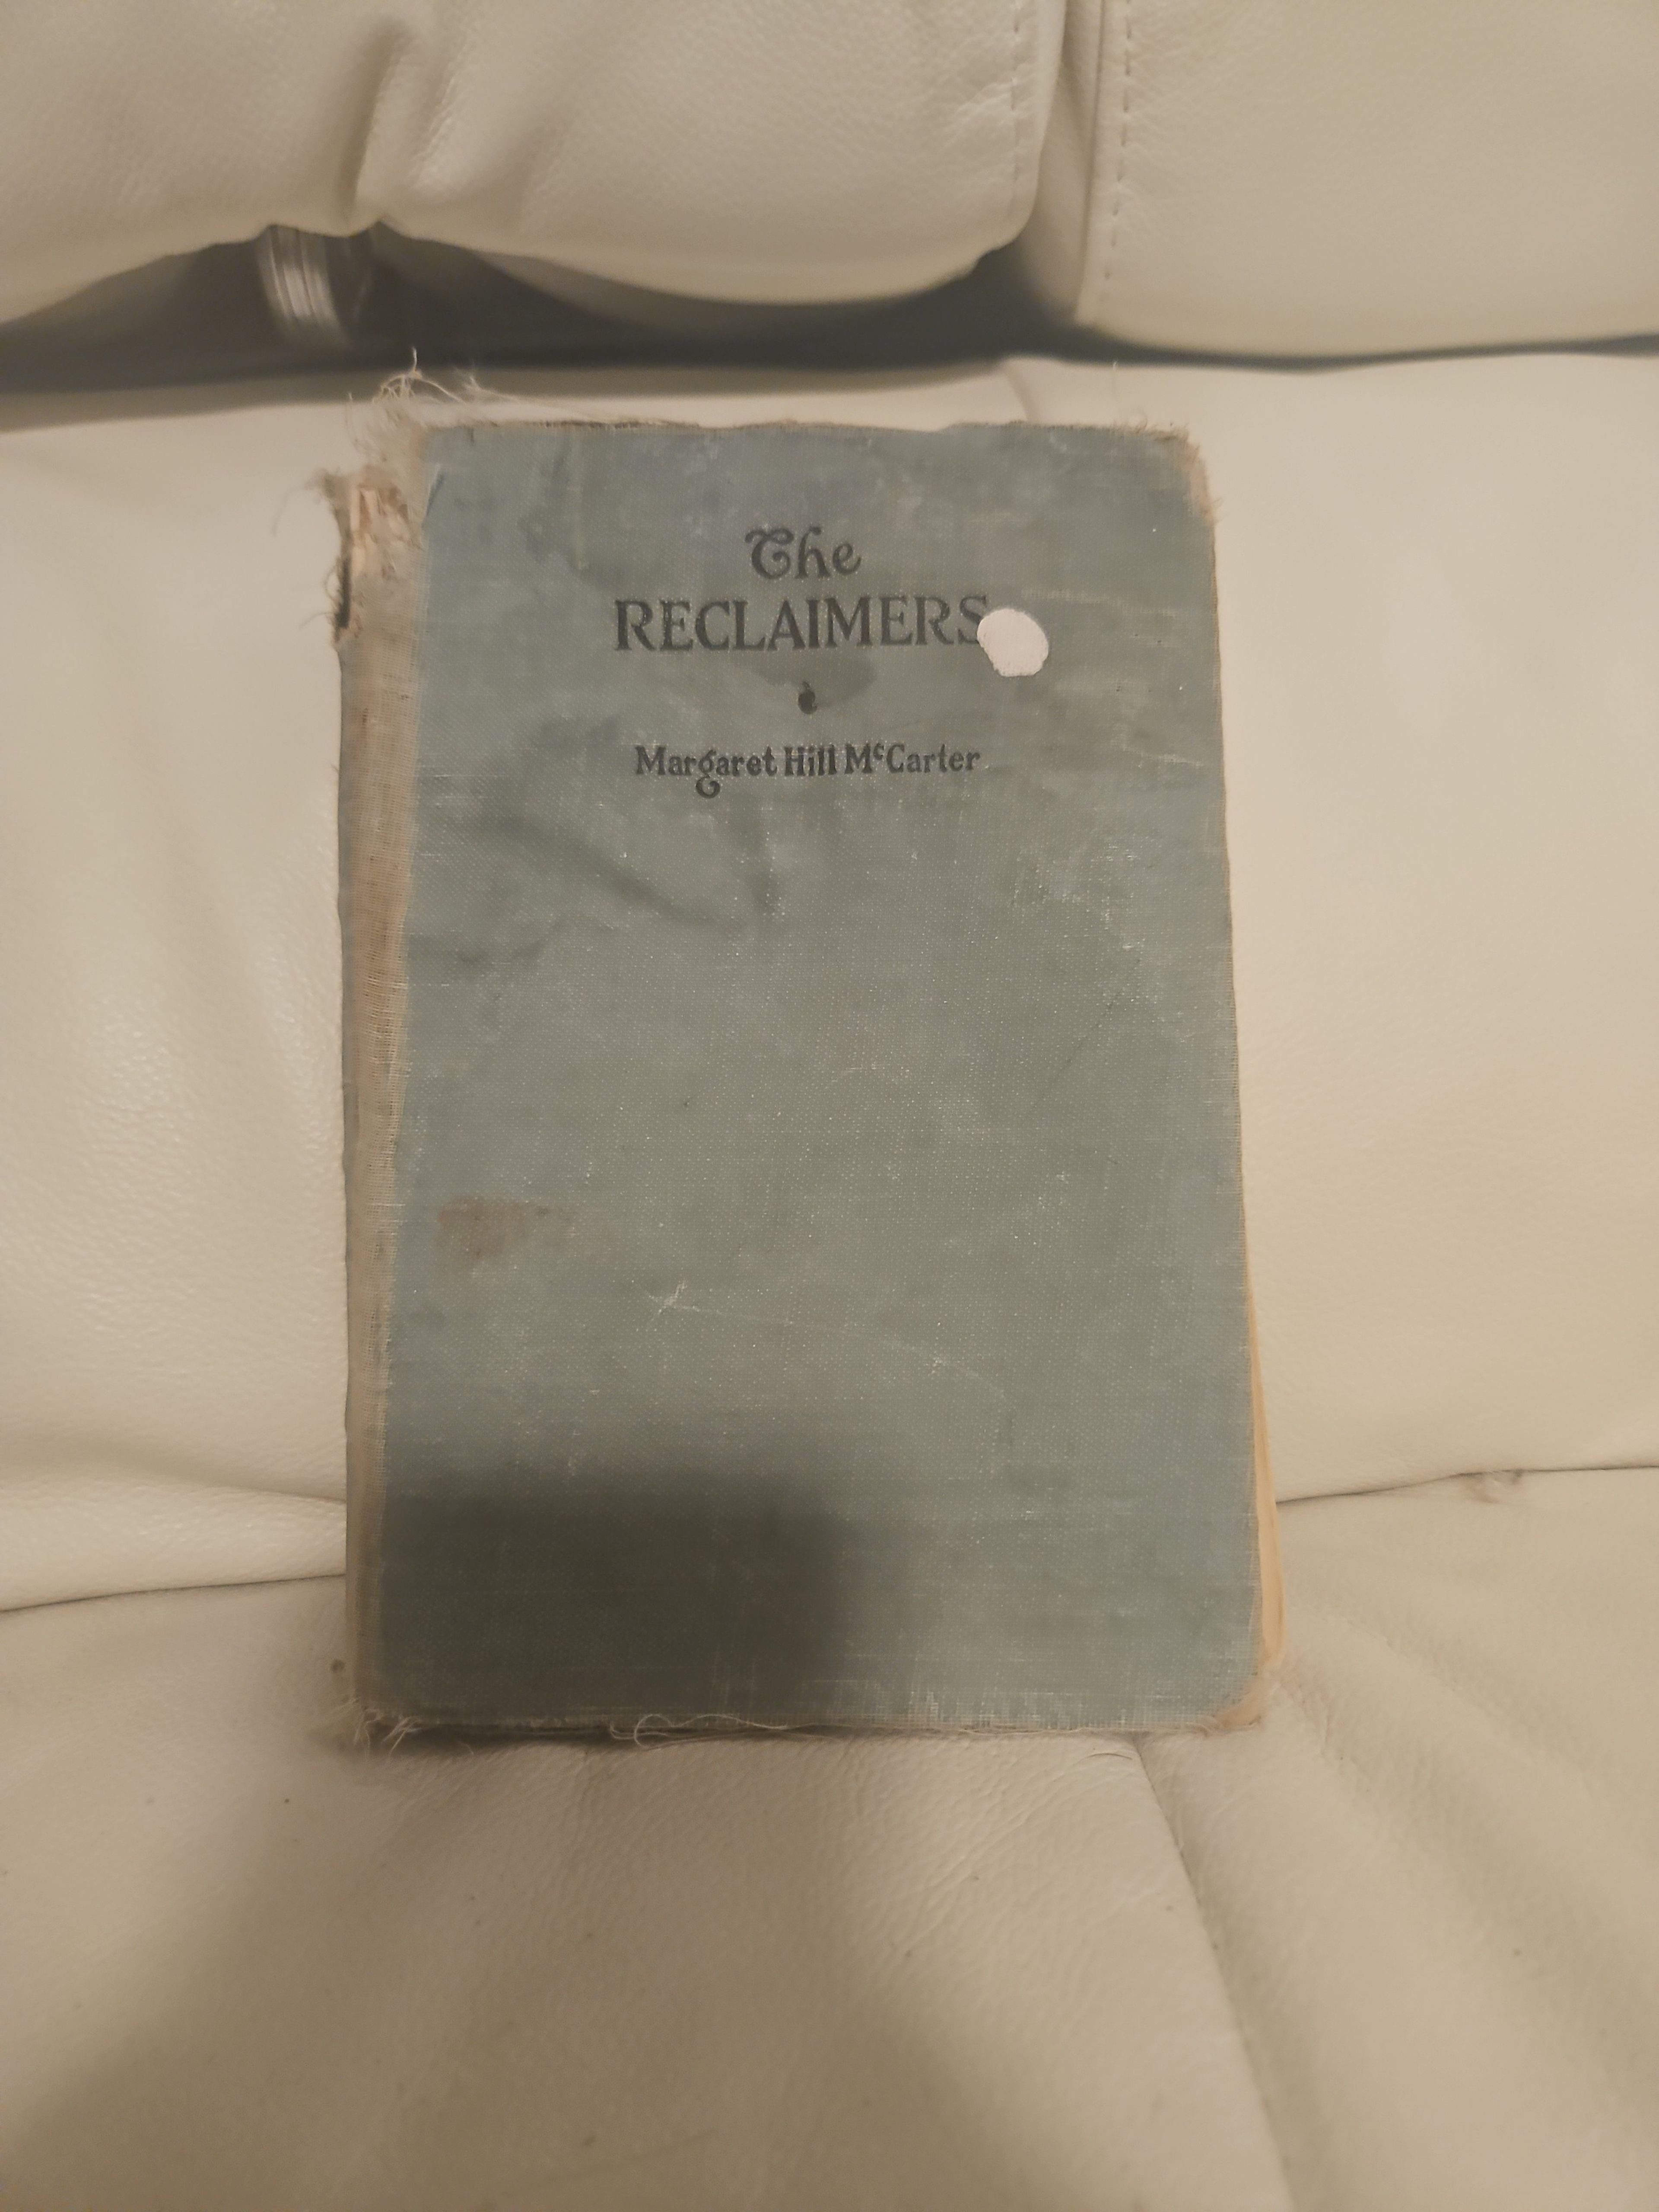 The
RECLAIMERS
Margaret Hill McCarter